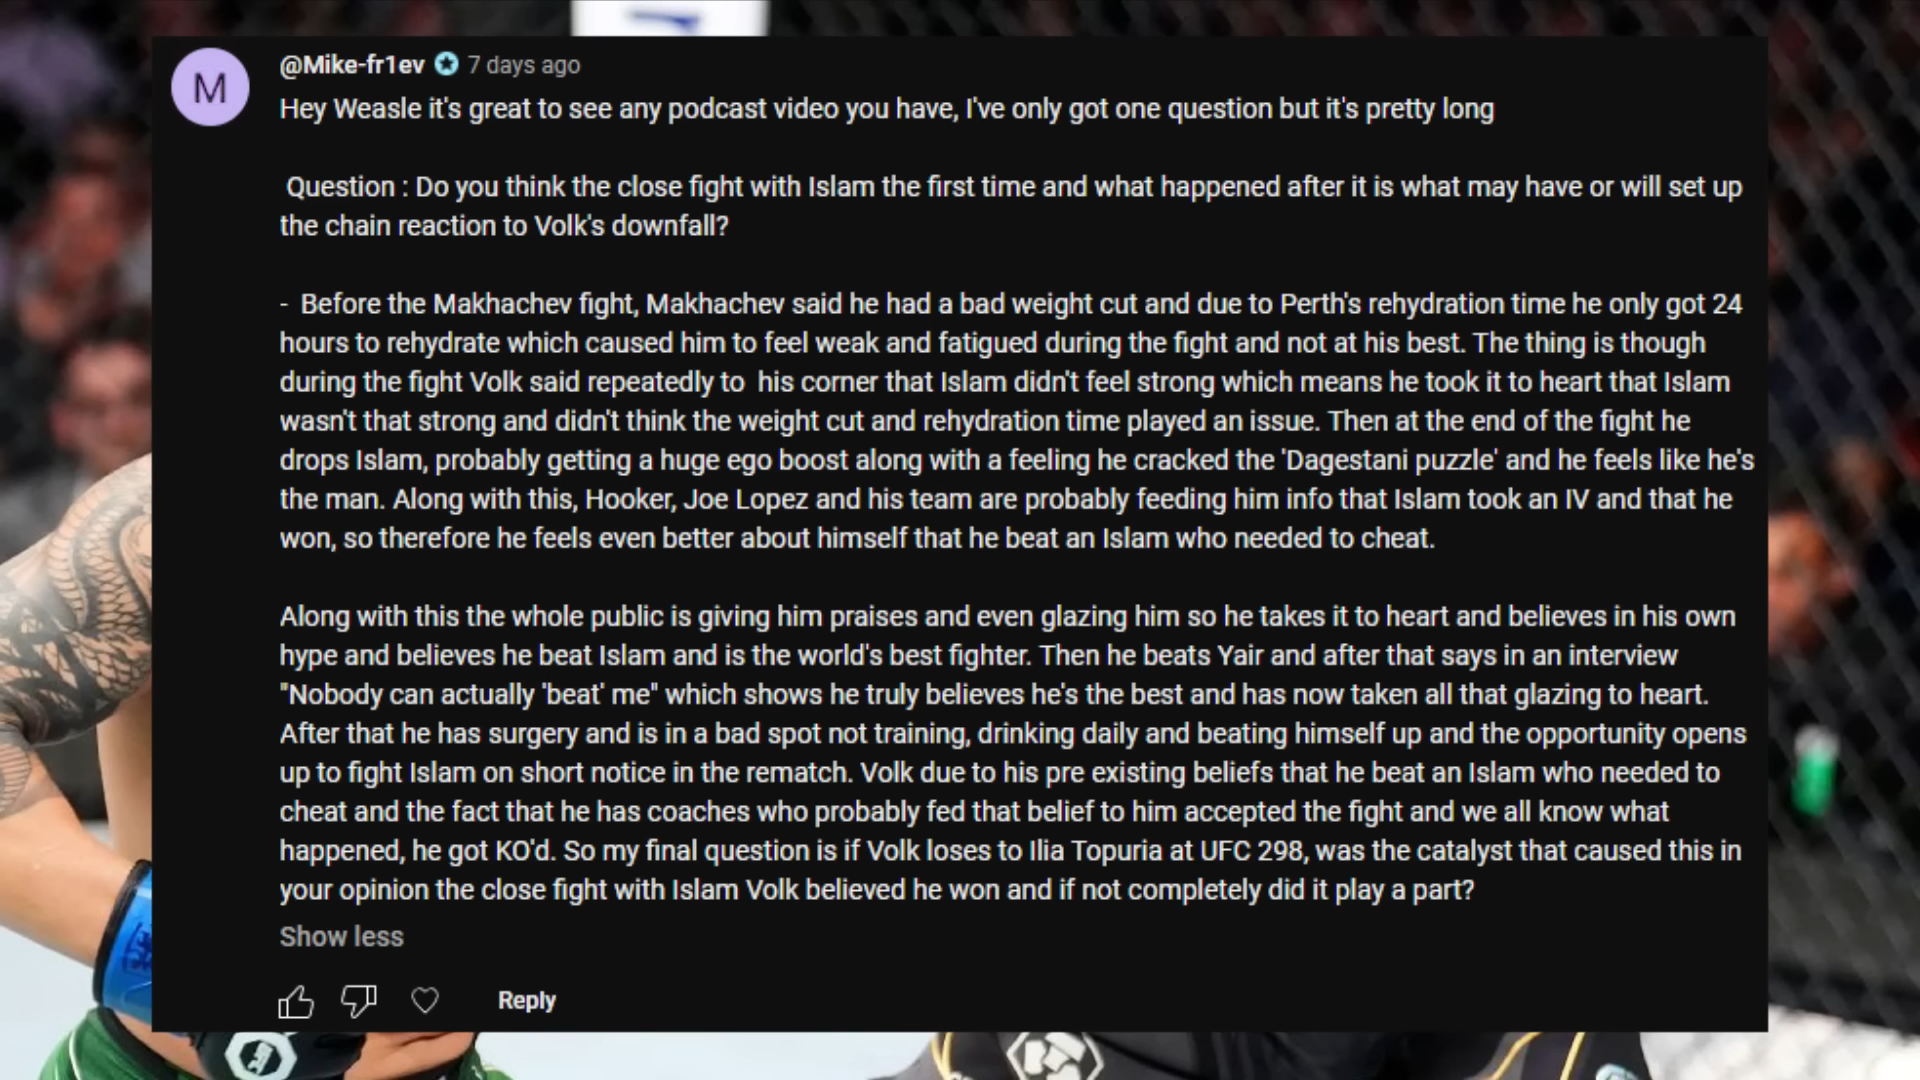 M
@Mike-fr1ev 7 days ago
Hey Weasle it's great to see any podcast video you have, I've only got one question but it's pretty long
Question : Do you think the close fight with Islam the first time and what happened after it is what may have or will set up
the chain reaction to Volk's downfall?
- Before the Makhachev fight, Makhachev said he had a bad weight cut and due to Perth's rehydration time he only got 24
hours to rehydrate which caused him to feel weak and fatigued during the fight and not at his best. The thing is though
during the fight Volk said repeatedly to his corner that Islam didn't feel strong which means he took it to heart that Islam
wasn't that strong and didn't think the weight cut and rehydration time played an issue. Then at the end of the fight he
drops Islam, probably getting a huge ego boost along with a feeling he cracked the 'Dagestani puzzle' and he feels like he's
the man. Along with this, Hooker, Joe Lopez and his team are probably feeding him info that Islam took an IV and that he
won, so therefore he feels even better about himself that he beat an Islam who needed to cheat.
Along with this the whole public is giving him praises and even glazing him so he takes it to heart and believes in his own
hype and believes he beat Islam and is the world's best fighter. Then he beats Yair and after that says in an interview
"Nobody can actually 'beat' me" which shows he truly believes he's the best and has now taken all that glazing to heart.
After that he has surgery and is in a bad spot not training, drinking daily and beating himself up and the opportunity opens
up to fight Islam on short notice in the rematch. Volk due to his pre existing beliefs that he beat an Islam who needed to
cheat and the fact that he has coaches who probably fed that belief to him accepted the fight and we all know what
happened, he got KO'd. So my final question is if Volk loses to Ilia Topuria at UFC 298, was the catalyst that caused this in
your opinion the close fight with Islam Volk believed he won and if not completely did it play a part?
Show less
Reply